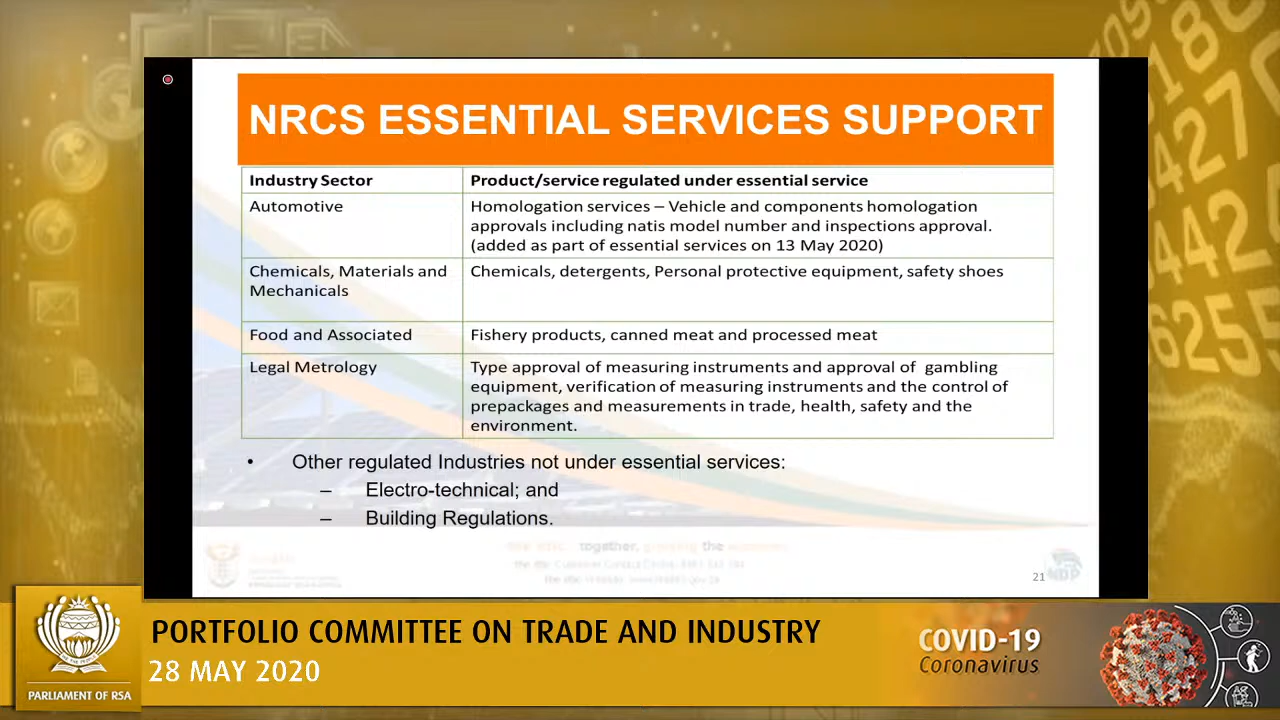 NRCS ESSENTIAL SERVICES SUPPORT
Industry Sector
Product/service regulated under essential service
Automotive
Homologation services – Vehicle and components homologation
approvals including natis model number and inspections approval.
(added as part of essential services on 13 May 2020)
Chemicals, Materials and
Mechanicals
Chemicals, detergents, Personal protective equipment, safety shoes
Food and Associated
Fishery products, canned meat and processed meat
Legal Metrology
Type approval of measuring instruments and approval of gambling
equipment, verification of measuring instruments and the control of
prepackages and measurements in trade, health, safety and the
environment.
• Other regulated Industries not under essential services:
– Electro-technical; and
– Building Regulations.
together, the
21
NDP
PORTFOLIO COMMITTEE ON TRADE AND INDUSTRY
28 MAY 2020
PARLIAMENT OF RSA
COVID-19
Coronavirus